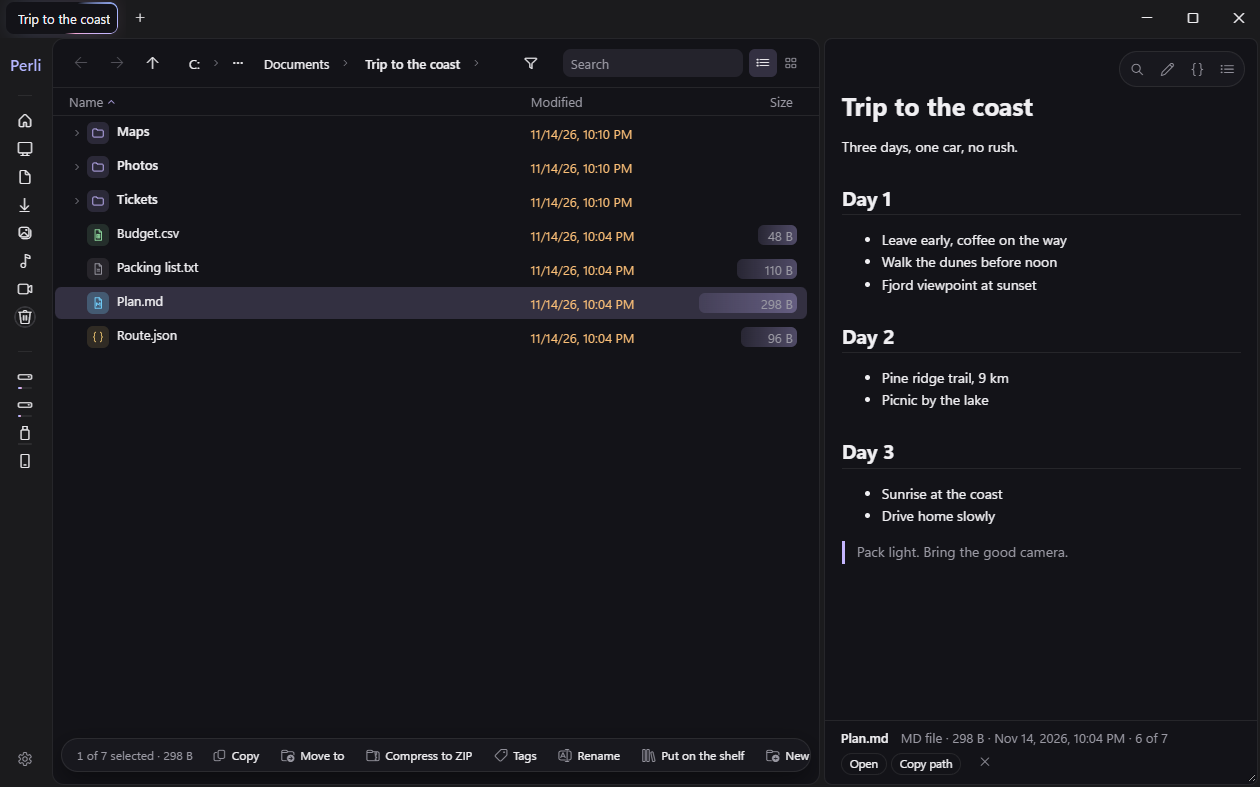 Trip to the coast
Perli
C: › ··· Documents › Trip to the coast ›
Search
Name Modified Size
Maps 11/14/26, 10:10 PM
Photos 11/14/26, 10:10 PM
Tickets 11/14/26, 10:10 PM
Budget.csv 11/14/26, 10:04 PM 48 B
Packing list.txt 11/14/26, 10:04 PM 110 B
Plan.md 11/14/26, 10:04 PM 298 B
Route.json 11/14/26, 10:04 PM 96 B
1 of 7 selected · 298 B Copy Move to Compress to ZIP Tags Rename Put on the shelf New
Trip to the coast
Three days, one car, no rush.
Day 1
• Leave early, coffee on the way
• Walk the dunes before noon
• Fjord viewpoint at sunset
Day 2
• Pine ridge trail, 9 km
• Picnic by the lake
Day 3
• Sunrise at the coast
• Drive home slowly
Pack light. Bring the good camera.
Plan.md MD file · 298 B · Nov 14, 2026, 10:04 PM · 6 of 7
Open Copy path